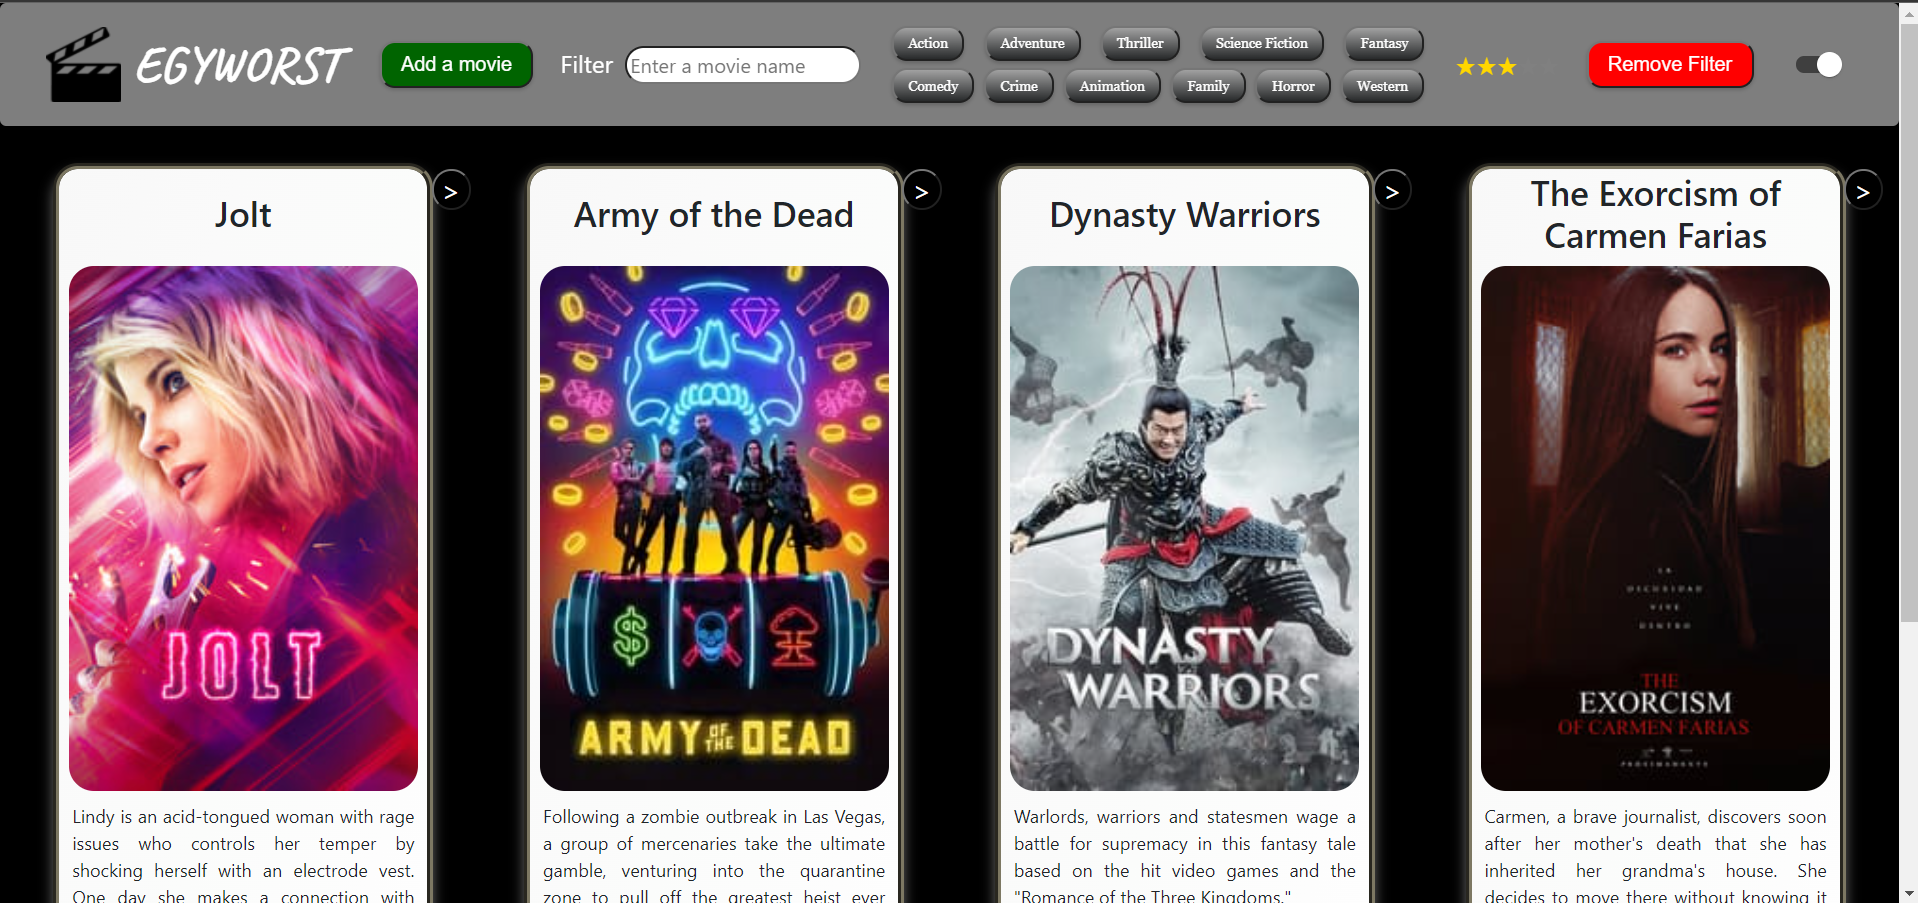 EGYWORST
Add a movie
Filter
Enter a movie name
Action Adventure Thriller Science Fiction Fantasy
Comedy Crime Animation Family Horror Western
Remove Filter
Jolt
>
JOLT
Lindy is an acid-tongued woman with rage
issues who controls her temper by
shocking herself with an electrode vest.
One day she makes a connection with
Army of the Dead
>
ARMY OF THE DEAD
Following a zombie outbreak in Las Vegas,
a group of mercenaries take the ultimate
gamble, venturing into the quarantine
zone to pull off the greatest heist ever
Dynasty Warriors
>
DYNASTY
WARRIORS
Warlords, warriors and statesmen wage a
battle for supremacy in this fantasy tale
based on the hit video games and the
"Romance of the Three Kingdoms."
The Exorcism of
Carmen Farias
>
LA
OSCURIDAD
VIVE
DENTRO
THE
EXORCISM
OF CARMEN FARIAS
PRÓXIMAMENTE
Carmen, a brave journalist, discovers soon
after her mother's death that she has
inherited her grandma's house. She
decides to move there without knowing it